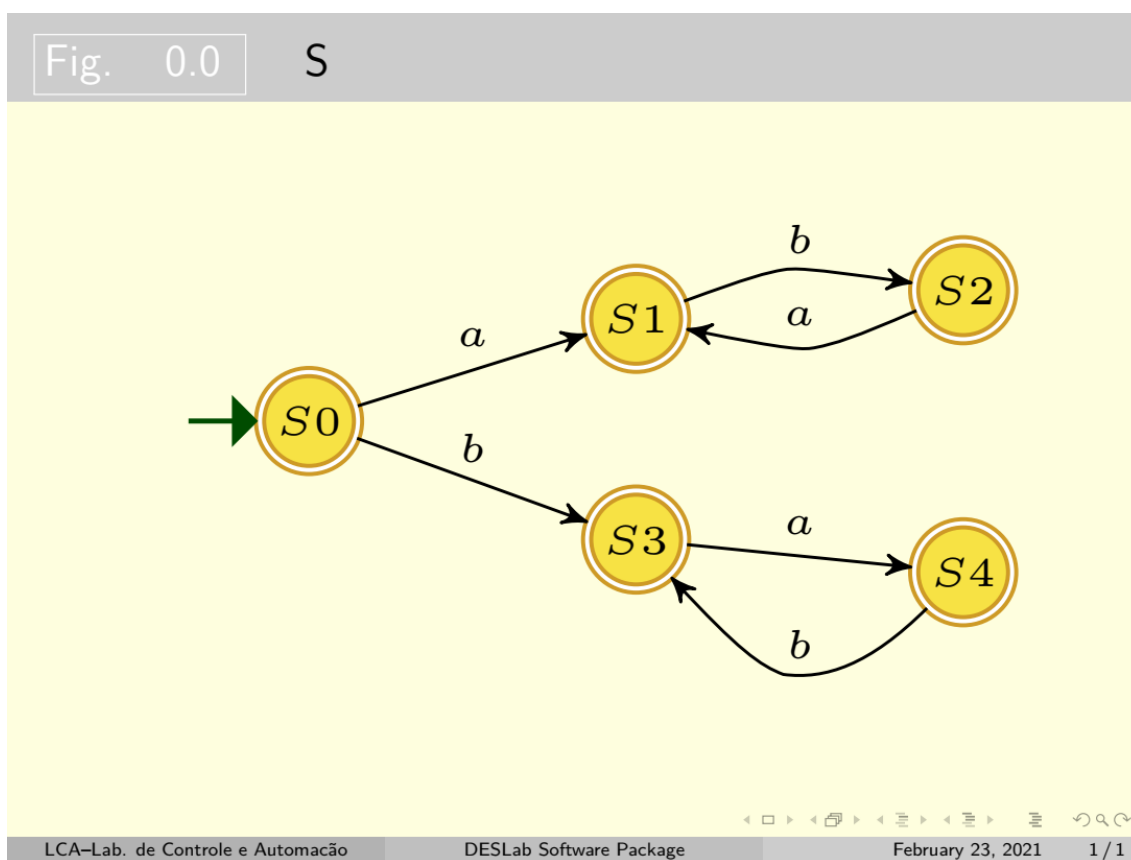 Fig. 0.0 S
b
S2
S1
a
a
S0
b
a
S3
S4
b
LCA–Lab. de Controle e Automacão DESLab Software Package February 23, 2021 1 / 1